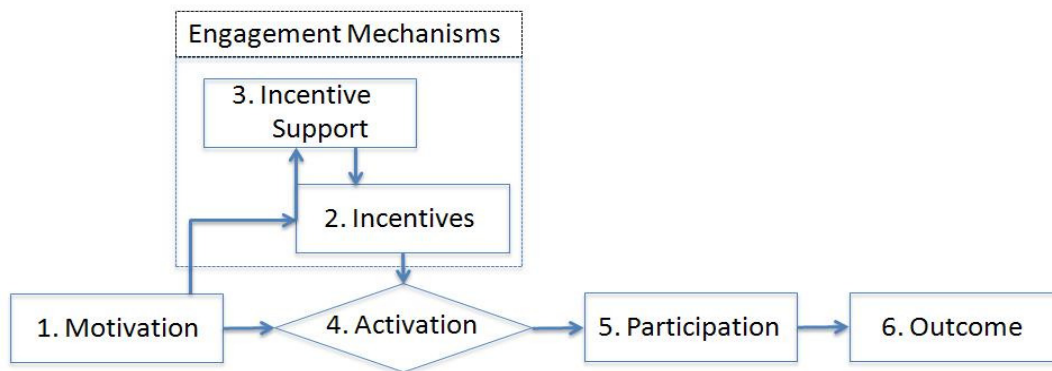 Engagement Mechanisms
3. Incentive
Support
2. Incentives
1. Motivation
4. Activation
5. Participation
6. Outcome